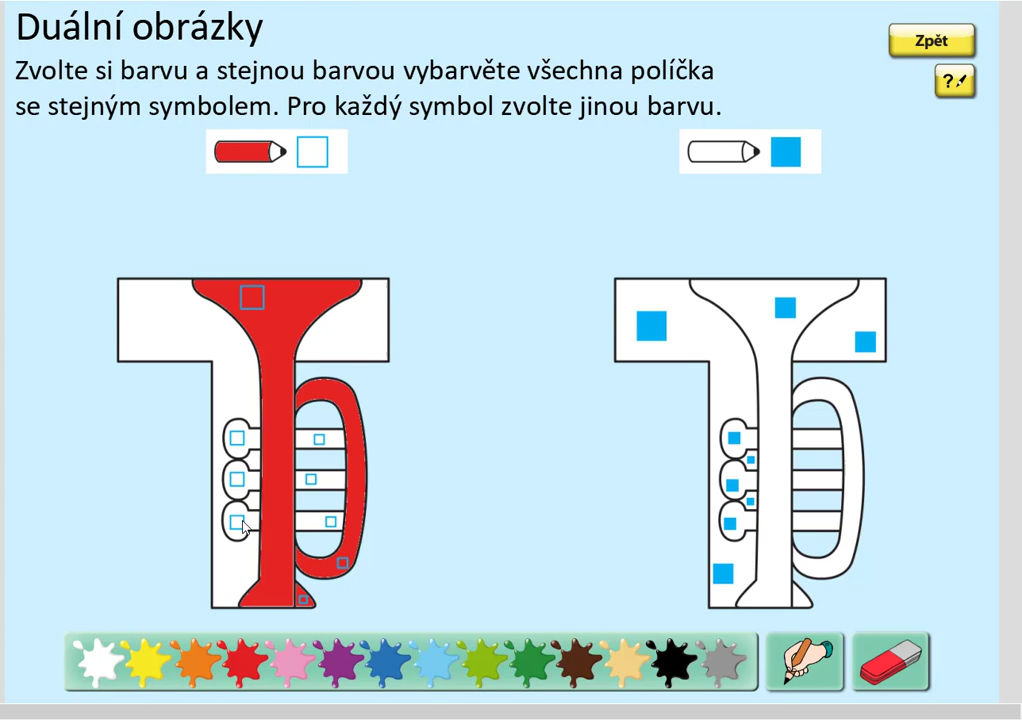 Duální obrázky
Zpět
Zvolte si barvu a stejnou barvou vybarvěte všechna políčka
se stejným symbolem. Pro každý symbol zvolte jinou barvu.
?